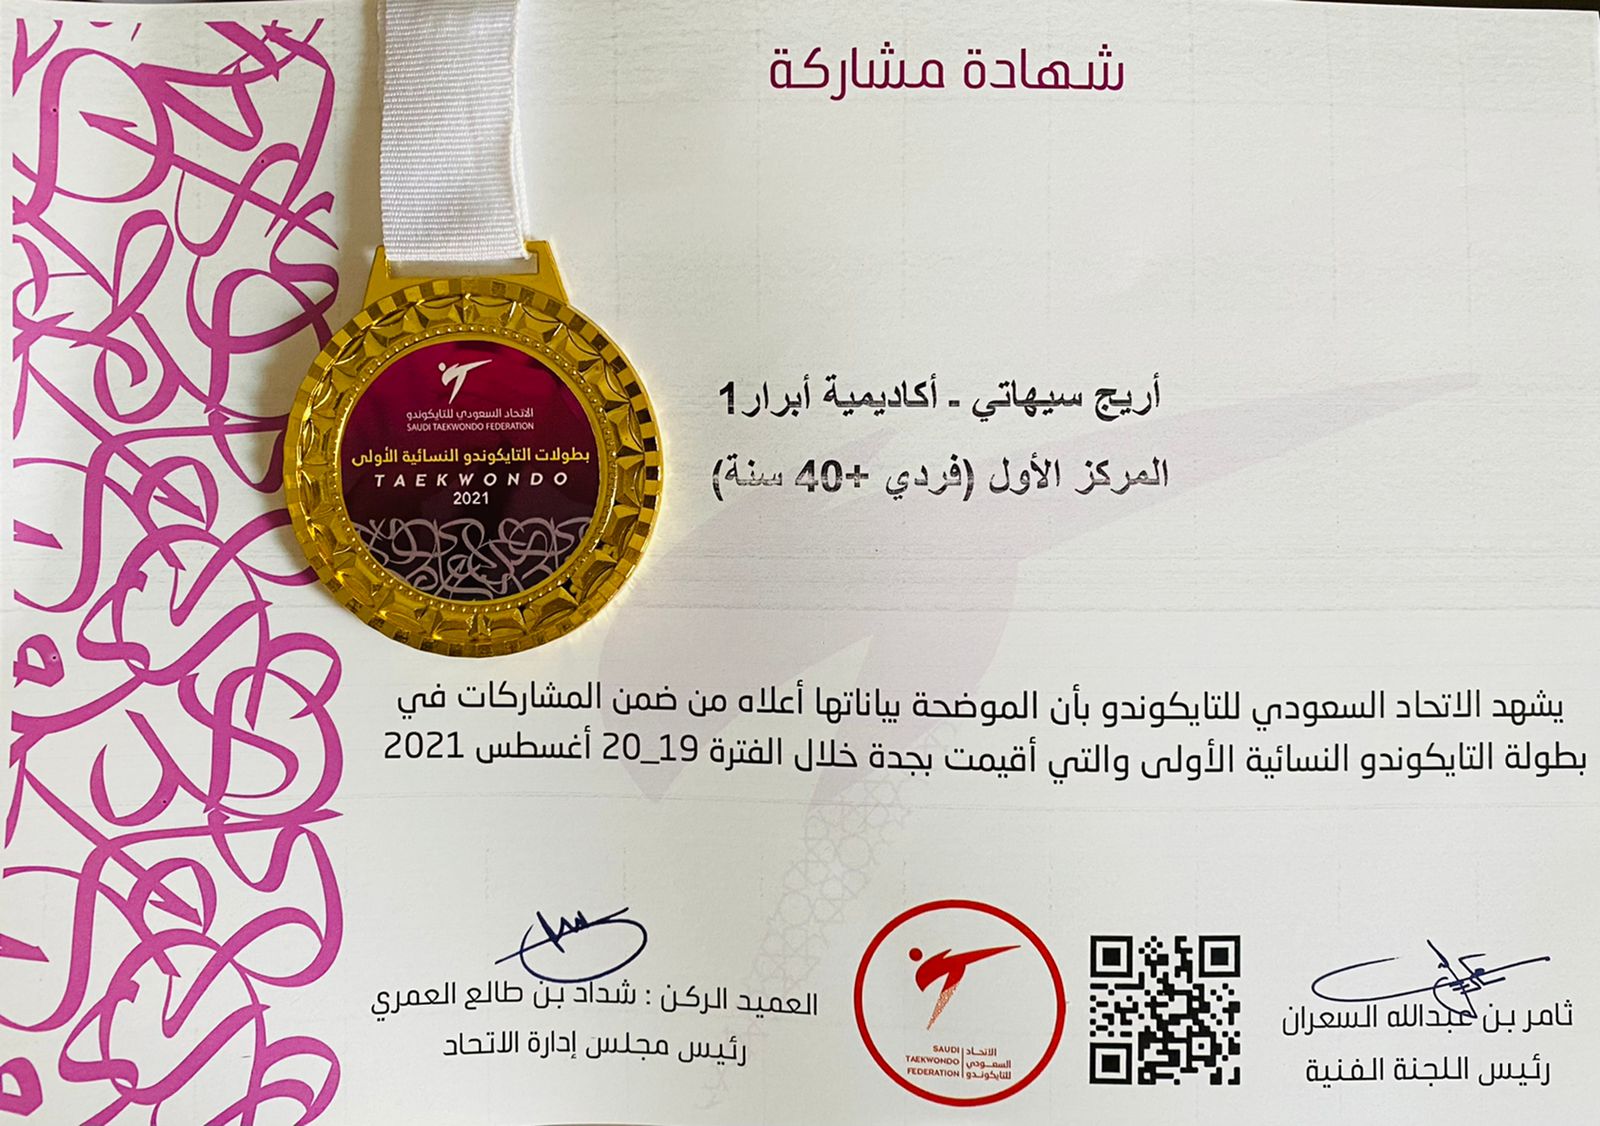 شهادة مشاركة
الاتحاد السعودي للتايكوندو
SAUDI TAEKWONDO FEDERATION
بطولات التايكوندو النسائية الأولى
TAEKWONDO
2021
أريج سيهاتي - أكاديمية أبرار1
المركز الأول (فردي +40 سنة)
يشهد الاتحاد السعودي للتايكوندو بأن الموضحة بياناتها أعلاه من ضمن المشاركات في
بطولة التايكوندو النسائية الأولى والتي أقيمت بجدة خلال الفترة 19_20 أغسطس 2021
ثامر بن عبدالله السعران
رئيس اللجنة الفنية
الاتحاد
السعودي
للتايكوندو
SAUDI
TAEKWONDO
FEDERATION
العميد الركن : شداد بن طالع العمري
رئيس مجلس إدارة الاتحاد